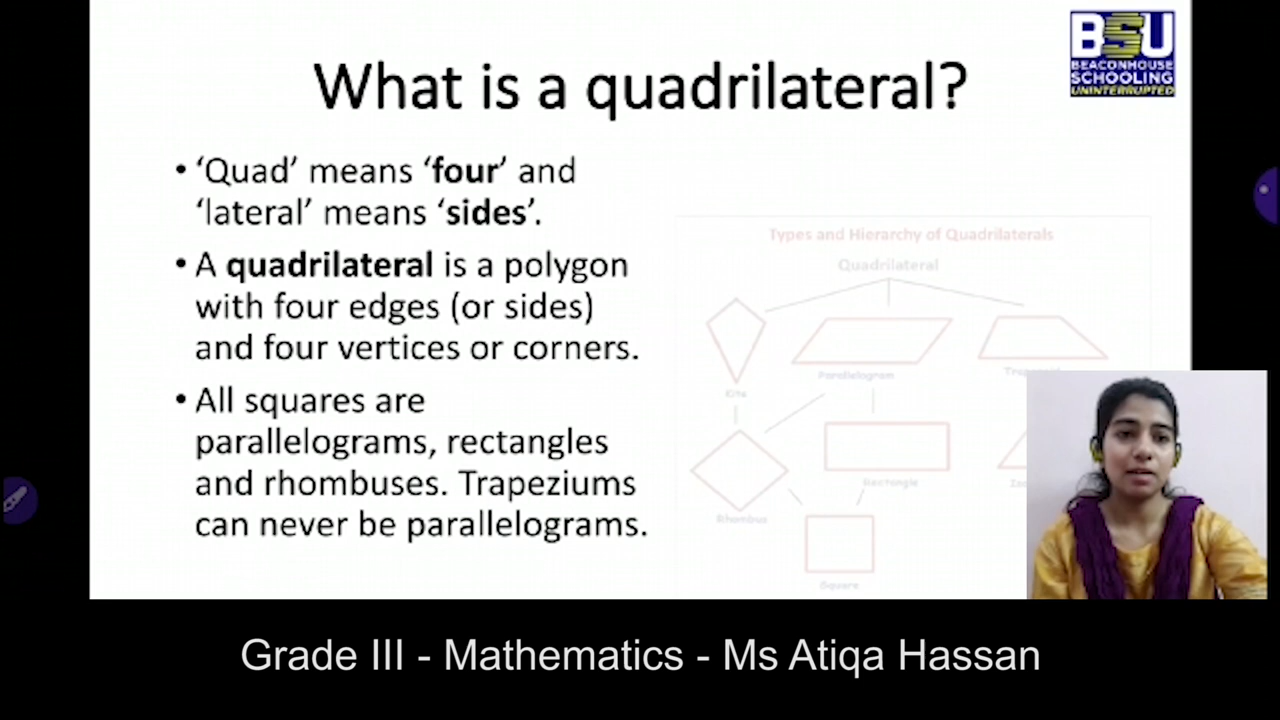 What is a quadrilateral?
BSU
BEACONHOUSE
SCHOOLING
UNINTERRUPTED
• ‘Quad’ means ‘four’ and
‘lateral’ means ‘sides’.
• A quadrilateral is a polygon
with four edges (or sides)
and four vertices or corners.
• All squares are
parallelograms, rectangles
and rhombuses. Trapeziums
can never be parallelograms.
Types and Hierarchy of Quadrilaterals
Quadrilateral
Parallelogram
Kite
Rectangle
Rhombus
Square
Grade III - Mathematics - Ms Atiqa Hassan